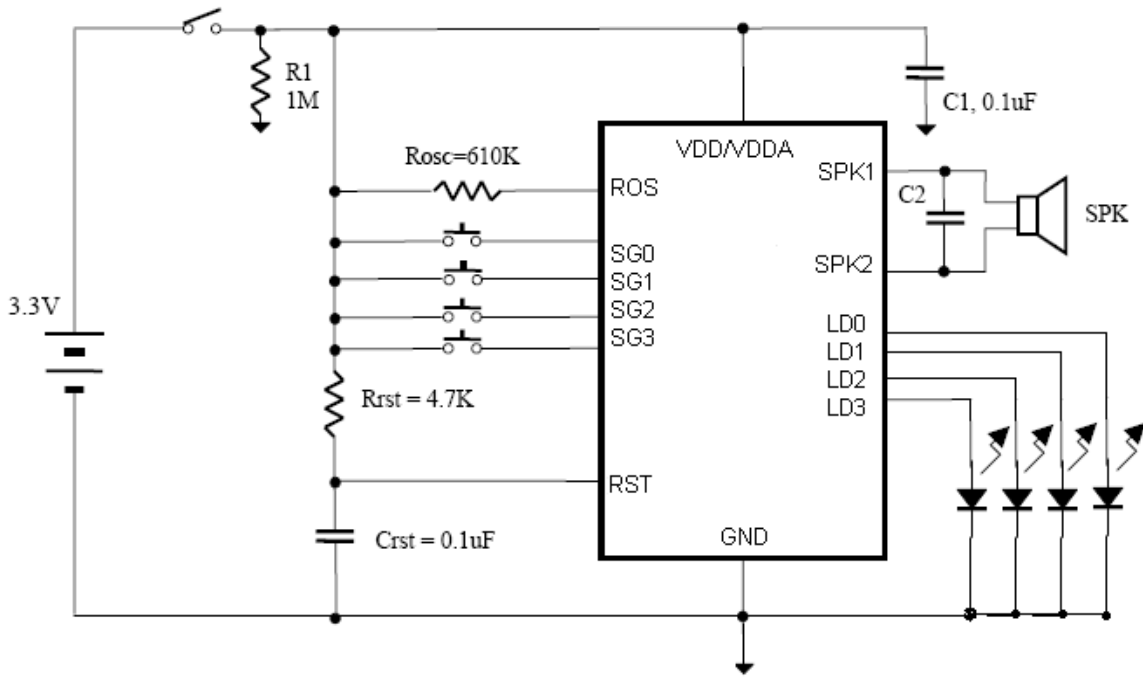 R1
1M
C1, 0.1uF
VDD/VDDA
Rosc=610K
ROS
SPK1
C2
SPK
SG0
SG1
SG2
SG3
SPK2
3.3V
LD0
LD1
LD2
LD3
Rrst = 4.7K
RST
Crst = 0.1uF
GND